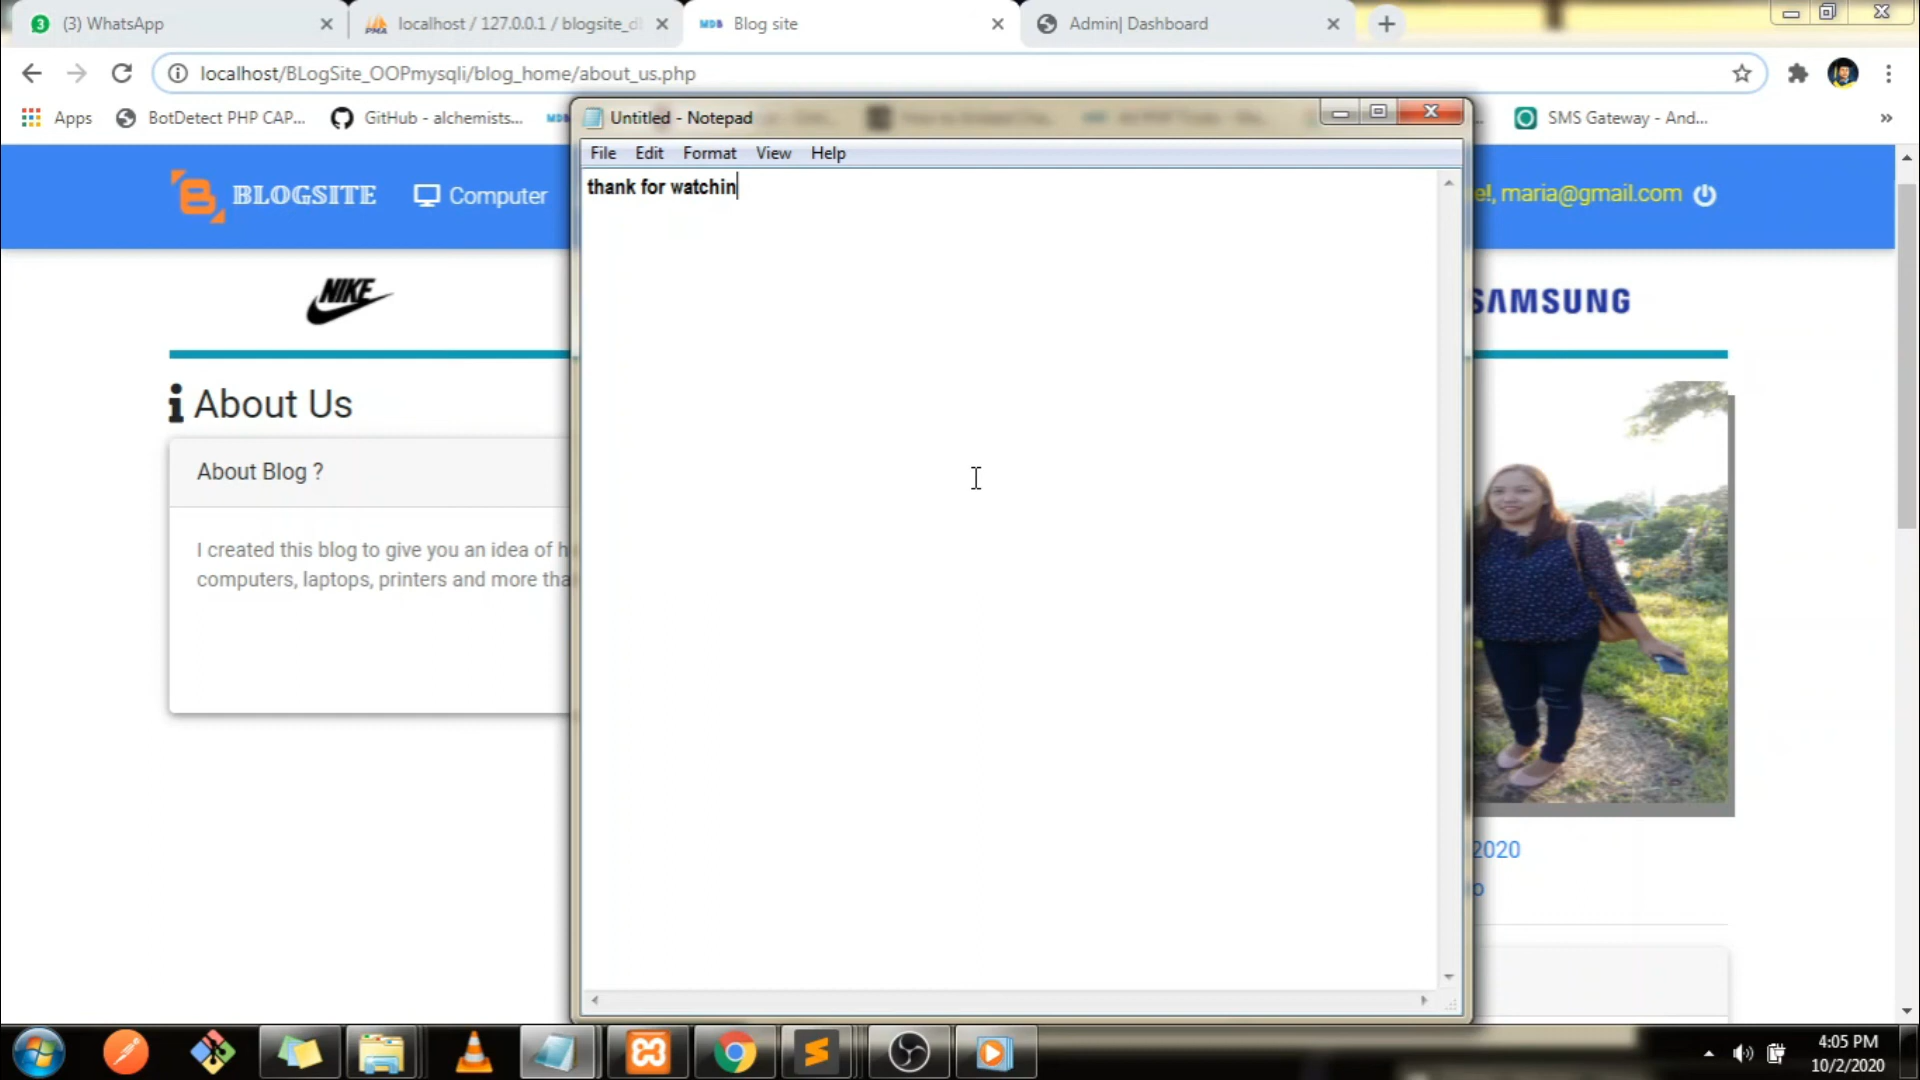 (3) WhatsApp
localhost / 127.0.0.1 / blogsite_d
MDB Blog site
Admin| Dashboard
localhost/BLogSite_OOPmysqli/blog_home/about_us.php
Apps
BotDetect PHP CAP...
GitHub - alchemists...
SMS Gateway - And...
»
Untitled - Notepad
File Edit Format View Help
thank for watchin
BLOGSITE
Computer
e!, maria@gmail.com
NIKE
SAMSUNG
About Us
About Blog ?
I created this blog to give you an idea of h
computers, laptops, printers and more tha
2020
o
4:05 PM
10/2/2020